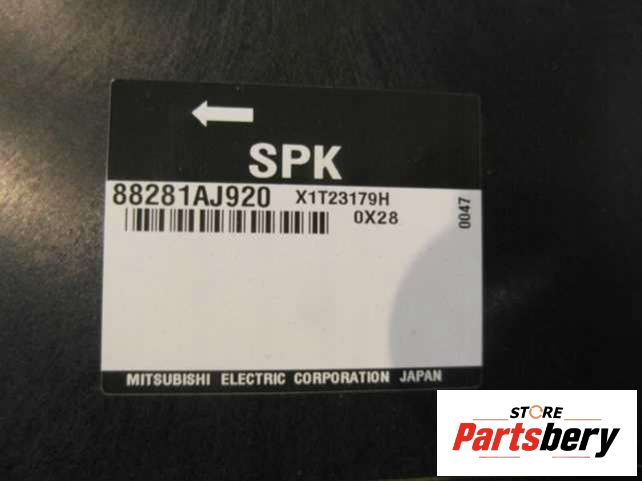 SPK
88281AJ920 X1T23179H
0X28
0047
MITSUBISHI ELECTRIC CORPORATION JAPAN
STORE
Partsbery